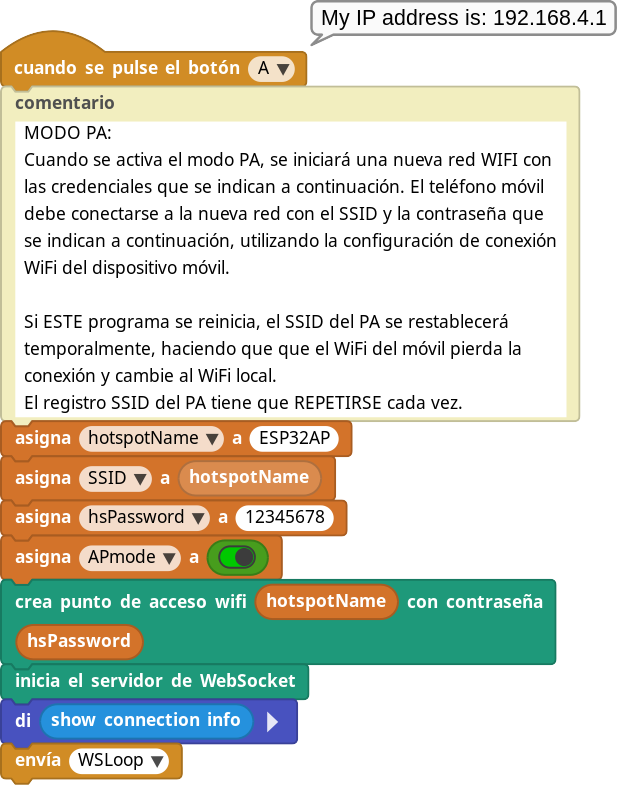 My IP address is: 192.168.4.1
cuando se pulse el botón A
comentario
MODO PA:
Cuando se activa el modo PA, se iniciará una nueva red WIFI con
las credenciales que se indican a continuación. El teléfono móvil
debe conectarse a la nueva red con el SSID y la contraseña que
se indican a continuación, utilizando la configuración de conexión
WiFi del dispositivo móvil.
Si ESTE programa se reinicia, el SSID del PA se restablecerá
temporalmente, haciendo que que el WiFi del móvil pierda la
conexión y cambie al WiFi local.
El registro SSID del PA tiene que REPETIRSE cada vez.
asigna hotspotName a ESP32AP
asigna SSID a hotspotName
asigna hsPassword a 12345678
asigna APmode a
crea punto de acceso wifi hotspotName con contraseña
hsPassword
inicia el servidor de WebSocket
di show connection info
envía WSLoop